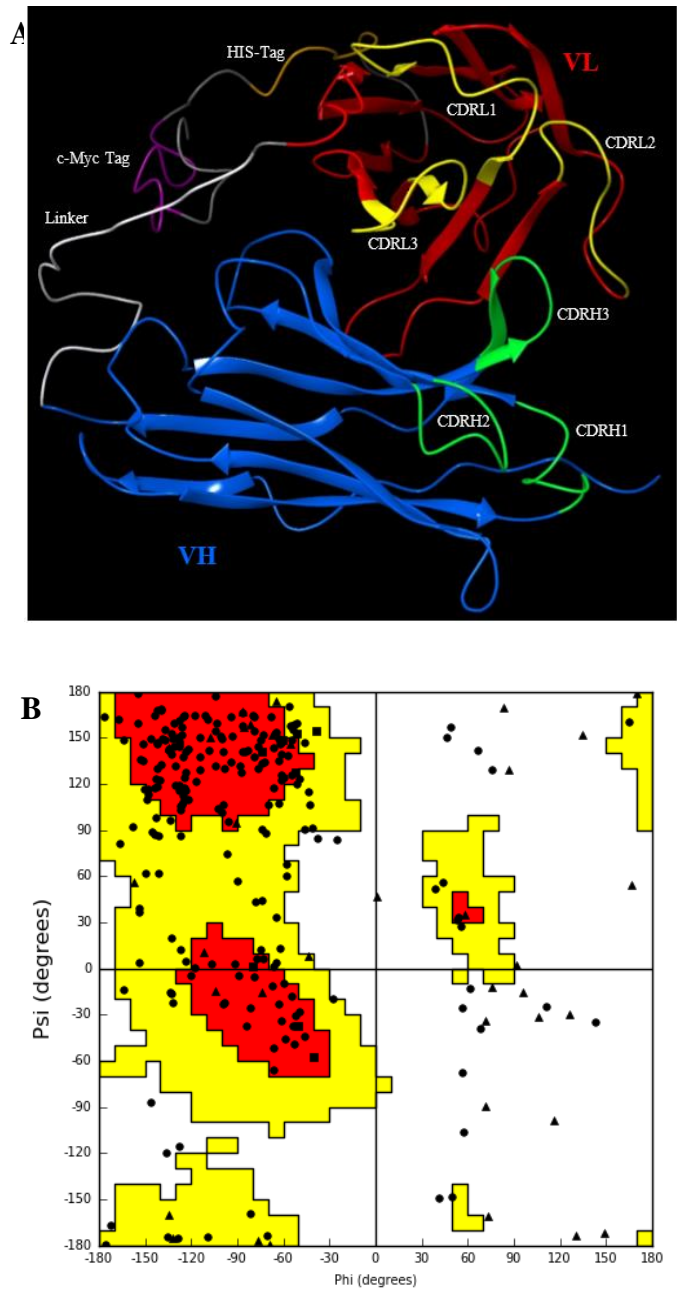 A
HIS-Tag
VL
CDRL1
CDRL2
c-Myc Tag
Linker
CDRL3
CDRH3
CDRH2
CDRH1
VH
B
180
150
120
90
60
30
0
-30
-60
-90
-120
-150
-180
Psi (degrees)
-180 -150 -120 -90 -60 -30 0 30 60 90 120 150 180
Phi (degrees)